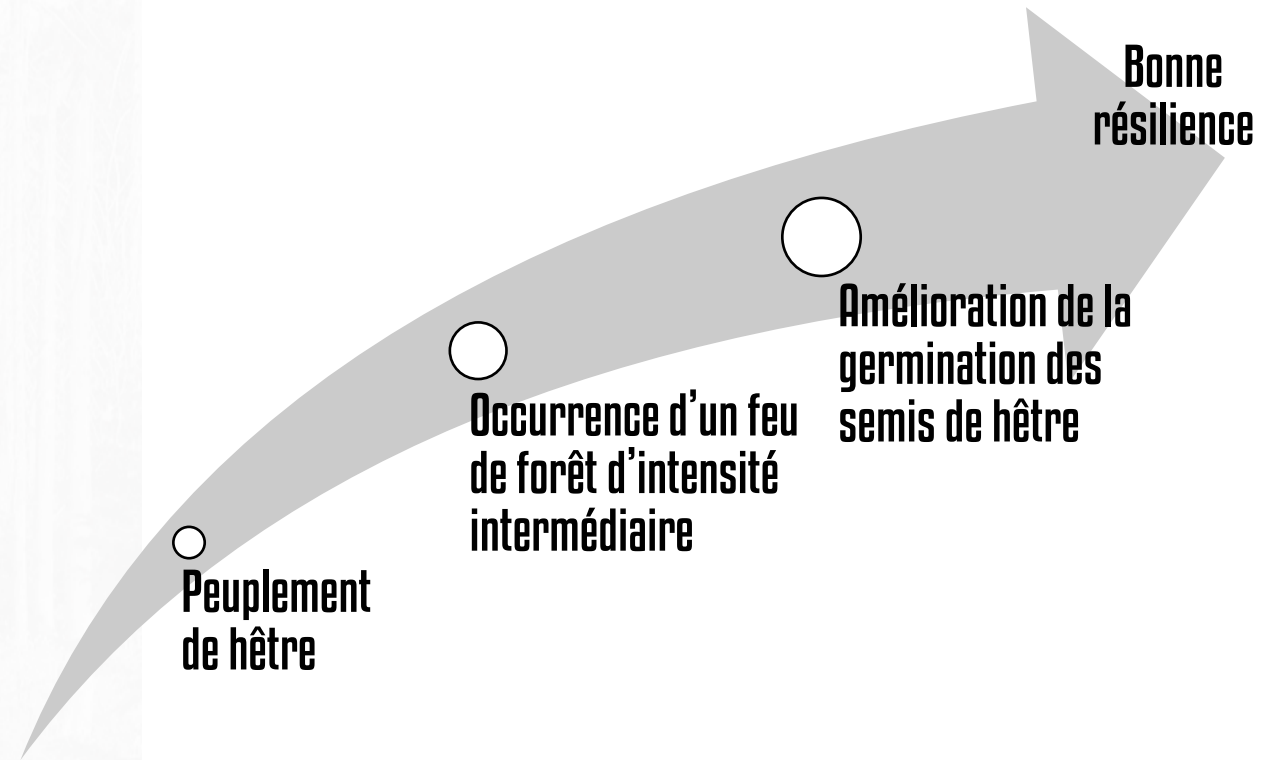 Bonne
résilience
Amélioration de la
germination des
semis de hêtre
Occurrence d'un feu
de forêt d'intensité
intermédiaire
Peuplement
de hêtre